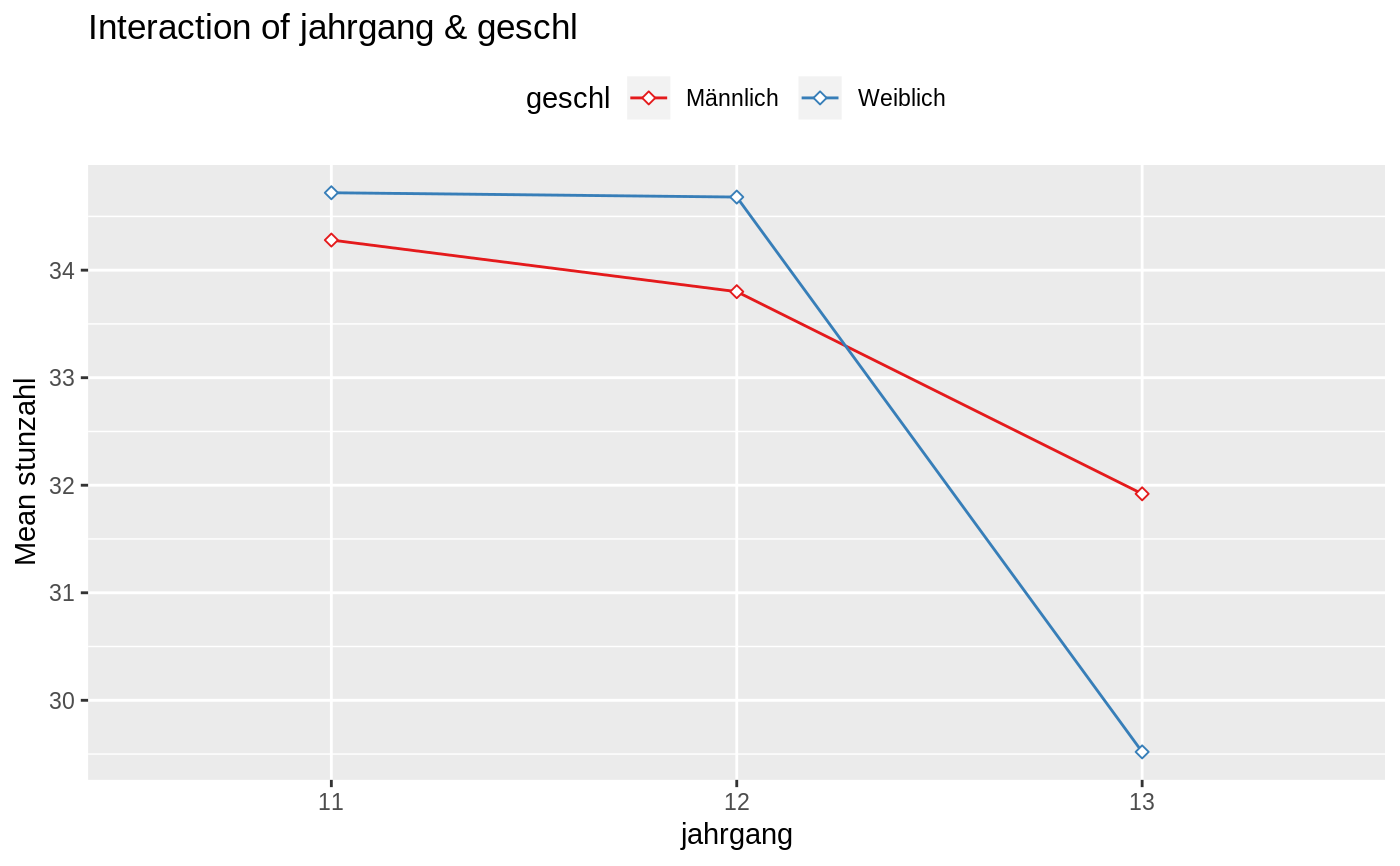 Interaction of jahrgang & geschl
geschl Männlich Weiblich
Mean stunzahl
34
33
32
31
30
11 12 13
jahrgang